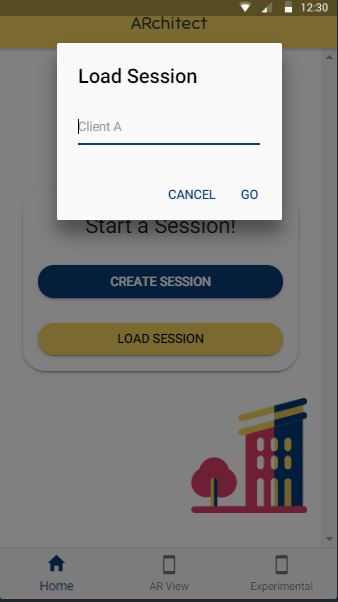 12:30
ARchitect
Load Session
Client A
CANCEL GO
Start a Session!
CREATE SESSION
LOAD SESSION
Home AR View Experimental